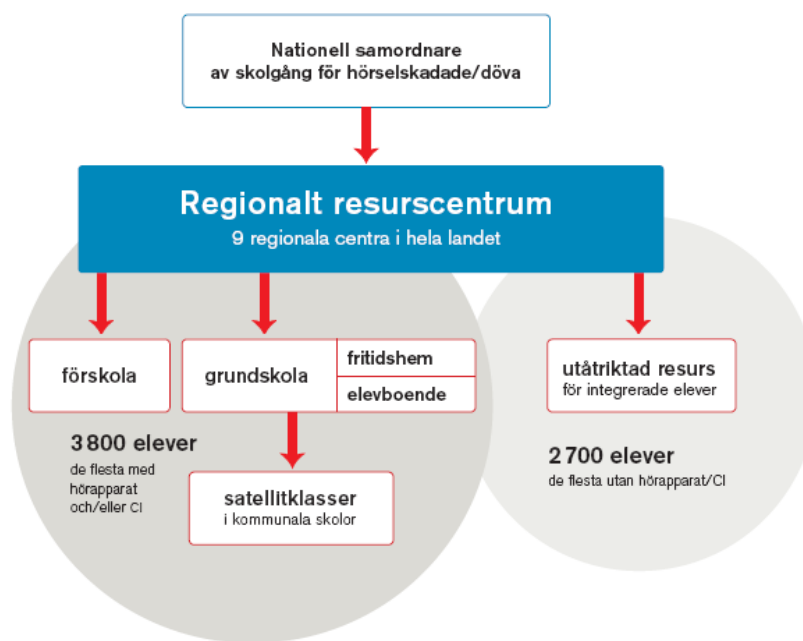 Nationell samordnare
av skolgång för hörselskadade/döva
Regionalt resurscentrum
9 regionala centra i hela landet
förskola
grundskola
fritidshem
elevboende
utåtriktad resurs
för integrerade elever
3 800 elever
de flesta med
hörapparat
och/eller CI
satellitklasser
i kommunala skolor
2 700 elever
de flesta utan hörapparat/CI